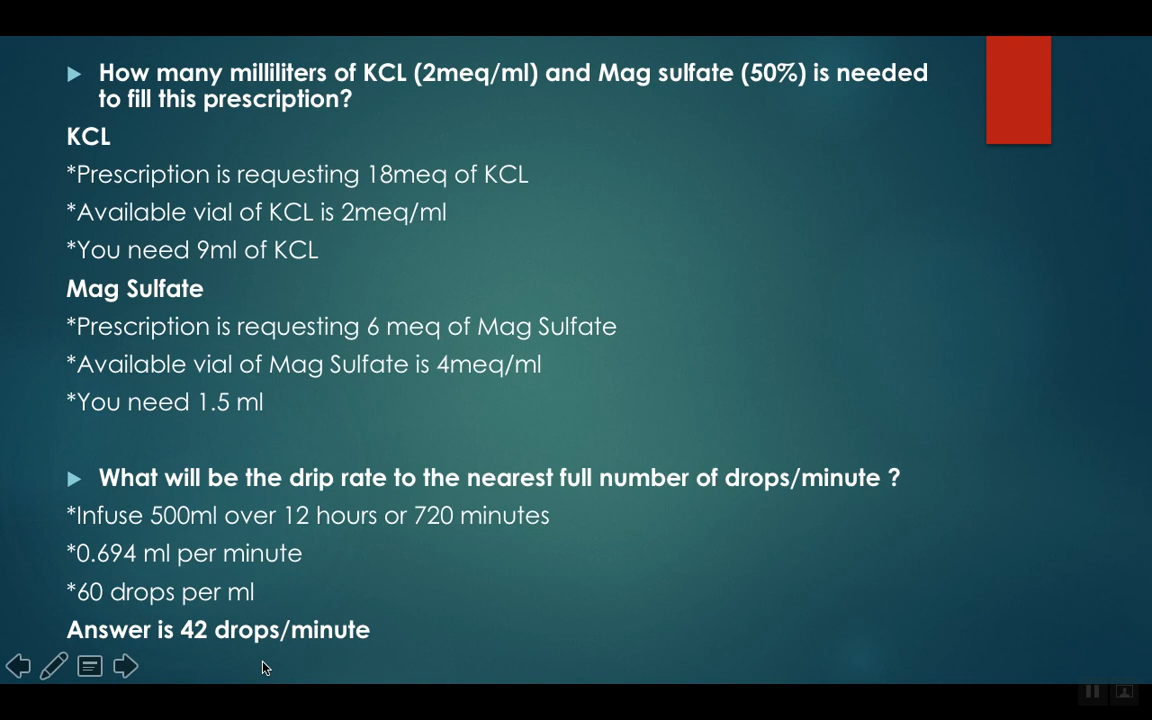 How many milliliters of KCL (2meq/ml) and Mag sulfate (50%) is needed
to fill this prescription?
KCL
*Prescription is requesting 18meq of KCL
*Available vial of KCL is 2meq/ml
*You need 9ml of KCL
Mag Sulfate
*Prescription is requesting 6 meq of Mag Sulfate
*Available vial of Mag Sulfate is 4meq/ml
*You need 1.5 ml
What will be the drip rate to the nearest full number of drops/minute ?
*Infuse 500ml over 12 hours or 720 minutes
*0.694 ml per minute
*60 drops per ml
Answer is 42 drops/minute